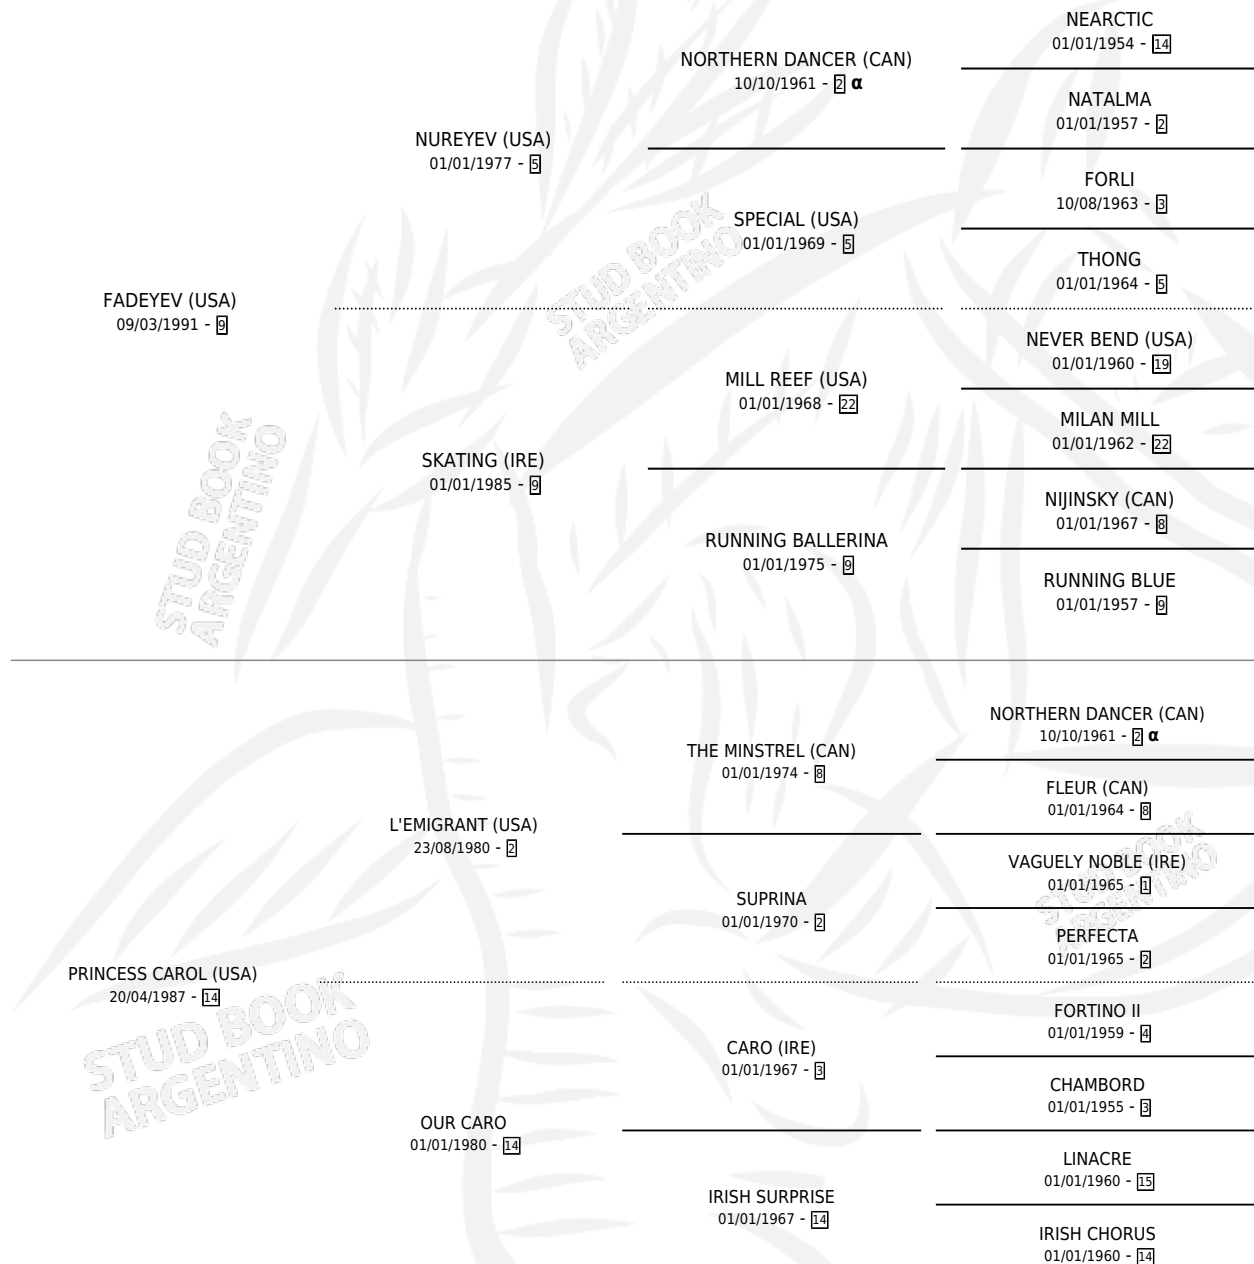 NEARCTIC
01/01/1954 - 14
NORTHERN DANCER (CAN)
10/10/1961 - 2 α
NATALMA
01/01/1957 - 2
NUREYEV (USA)
01/01/1977 - 5
FORLI
10/08/1963 - 3
SPECIAL (USA)
01/01/1969 - 5
THONG
01/01/1964 - 5
FADEYEV (USA)
09/03/1991 - 9
NEVER BEND (USA)
01/01/1960 - 19
MILL REEF (USA)
01/01/1968 - 22
MILAN MILL
01/01/1962 - 22
SKATING (IRE)
01/01/1985 - 9
NIJINSKY (CAN)
01/01/1967 - 8
RUNNING BALLERINA
01/01/1975 - 9
RUNNING BLUE
01/01/1957 - 9
NORTHERN DANCER (CAN)
10/10/1961 - 2 α
THE MINSTREL (CAN)
01/01/1974 - 8
FLEUR (CAN)
01/01/1964 - 8
L'EMIGRANT (USA)
23/08/1980 - 2
VAGUELY NOBLE (IRE)
01/01/1965 - 1
SUPRINA
01/01/1970 - 2
PERFECTA
01/01/1965 - 2
PRINCESS CAROL (USA)
20/04/1987 - 14
FORTINO II
01/01/1959 - 4
CARO (IRE)
01/01/1967 - 3
CHAMBORD
01/01/1955 - 3
OUR CARO
01/01/1980 - 14
LINACRE
01/01/1960 - 15
IRISH SURPRISE
01/01/1967 - 14
IRISH CHORUS
01/01/1960 - 14
STUD BOOK
ARGENTINO
STUD BOOK
ARGENTINO
STUD BOOK
ARGENTINO
STUD BOOK
ARGENTINO